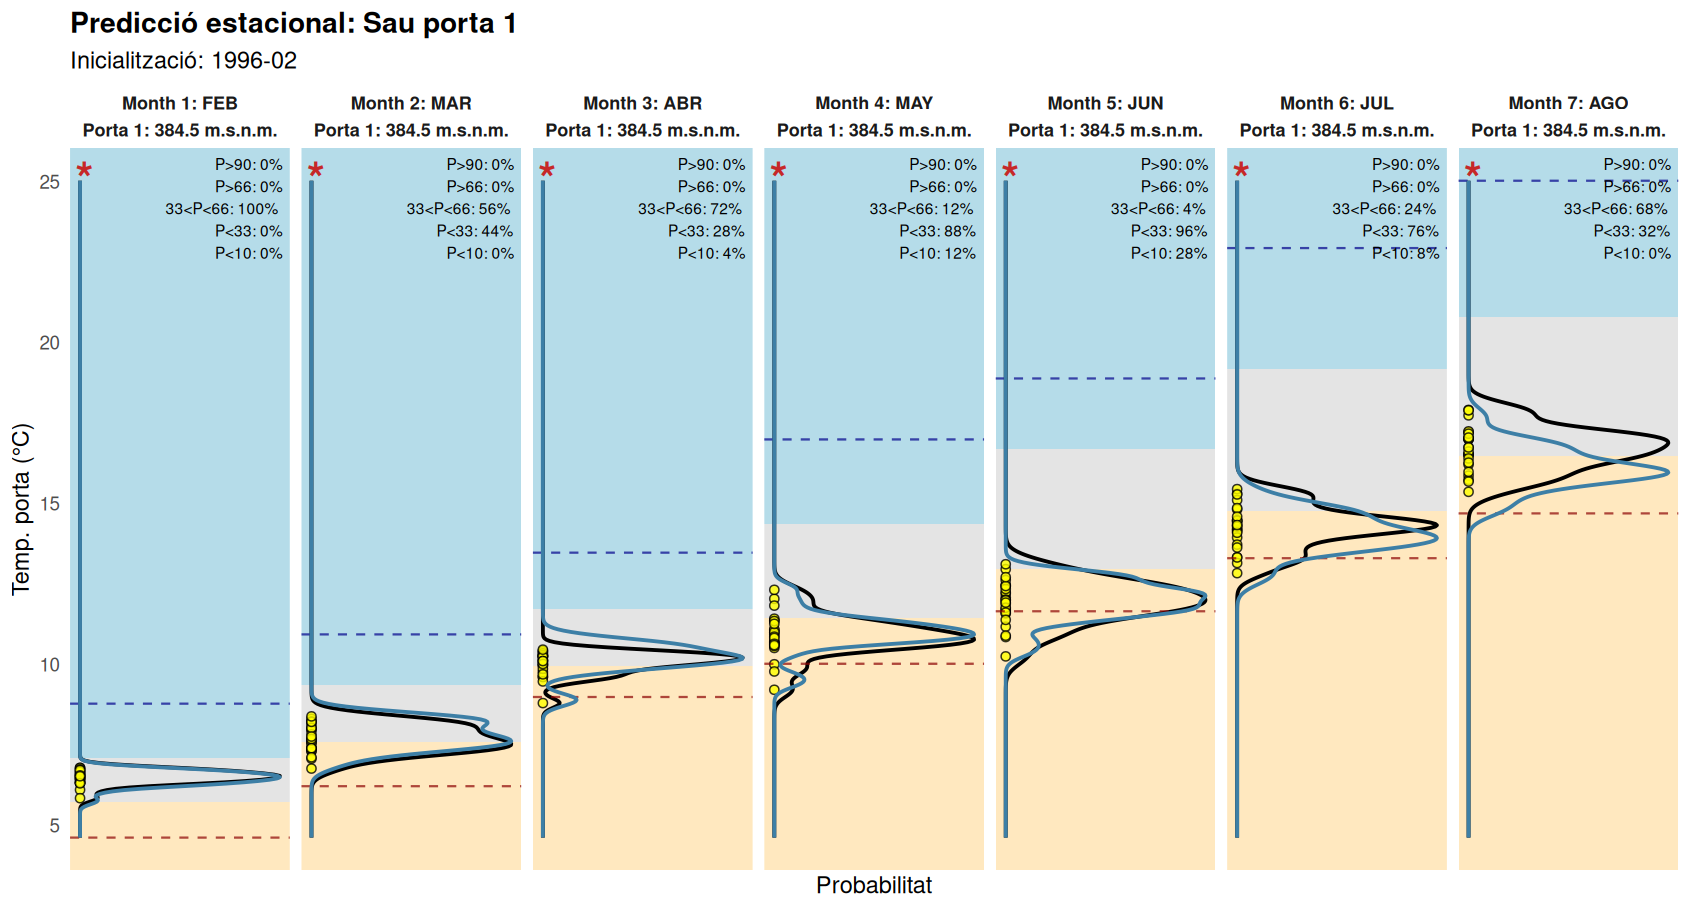 Predicció estacional: Sau porta 1
Inicialització: 1996-02
Month 1: FEB
Porta 1: 384.5 m.s.n.m.
Month 2: MAR
Porta 1: 384.5 m.s.n.m.
Month 3: ABR
Porta 1: 384.5 m.s.n.m.
Month 4: MAY
Porta 1: 384.5 m.s.n.m.
Month 5: JUN
Porta 1: 384.5 m.s.n.m.
Month 6: JUL
Porta 1: 384.5 m.s.n.m.
Month 7: AGO
Porta 1: 384.5 m.s.n.m.
*
P>90: 0%
P>66: 0%
33<P<66: 100%
P<33: 0%
P<10: 0%
*
P>90: 0%
P>66: 0%
33<P<66: 56%
P<33: 44%
P<10: 0%
*
P>90: 0%
P>66: 0%
33<P<66: 72%
P<33: 28%
P<10: 4%
*
P>90: 0%
P>66: 0%
33<P<66: 12%
P<33: 88%
P<10: 12%
*
P>90: 0%
P>66: 0%
33<P<66: 4%
P<33: 96%
P<10: 28%
*
P>90: 0%
P>66: 0%
33<P<66: 24%
P<33: 76%
P<10: 8%
*
P>90: 0%
P>66: 0%
33<P<66: 68%
P<33: 32%
P<10: 0%
25
20
15
10
5
Temp. porta (°C)
Probabilitat